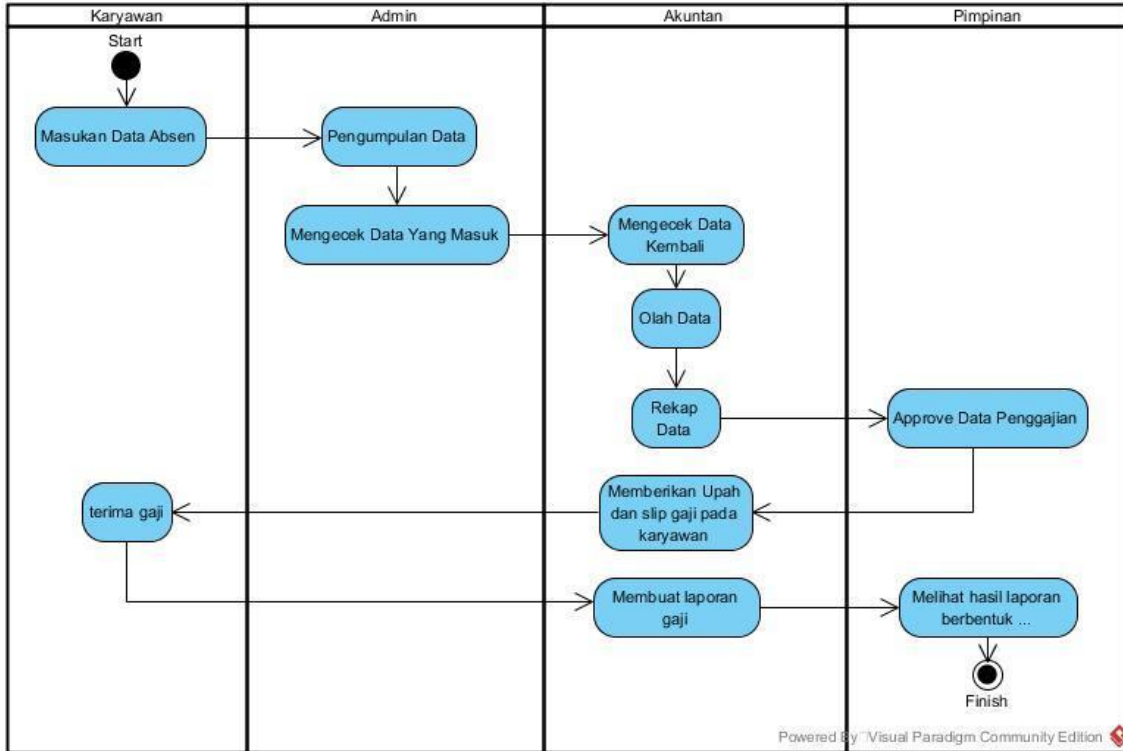 Karyawan
Admin
Akuntan
Pimpinan
Start
Masukan Data Absen
Pengumpulan Data
Mengecek Data Yang Masuk
Mengecek Data
Kembali
Olah Data
Rekap
Data
Approve Data Penggajian
Memberikan Upah
dan slip gaji pada
karyawan
terima gaji
Membuat laporan
gaji
Melihat hasil laporan
berbentuk ...
Finish
Powered By Visual Paradigm Community Edition